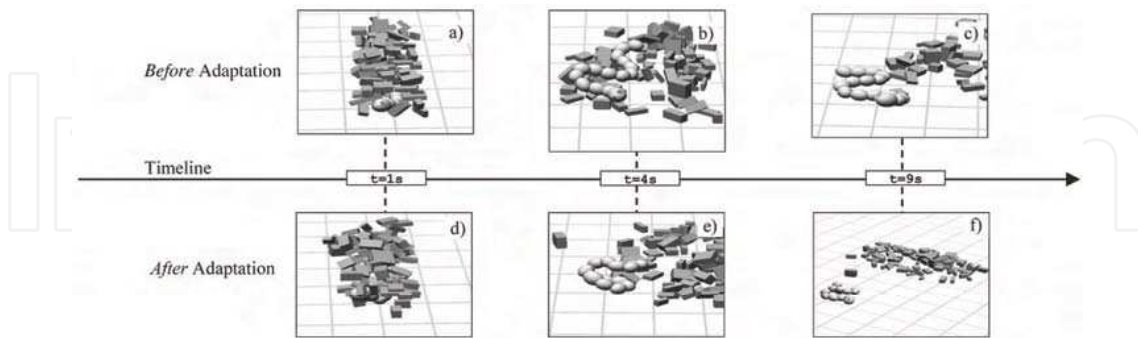 a)
b)
c)
Before Adaptation
Timeline
t=1s
t=4s
t=9s
d)
e)
f)
After Adaptation